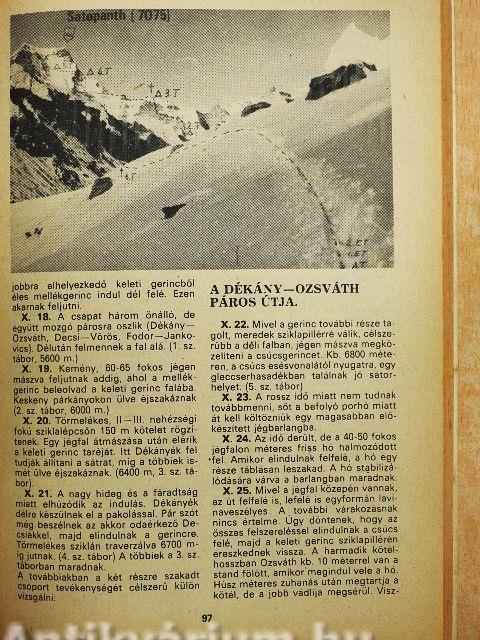 Satopanth (7075)
4.T
3.T
2.ET
1.ET
A.T
jobbra elhelyezkedő keleti gerincből
éles mellékgerinc indul dél felé. Ezen
akarnak feljutni.
X. 18. A csapat három önálló, de
együtt mozgó párosra oszlik (Dékány—
Ozsváth, Decsi—Vörös, Fodor—Janko-
vics). Délután felmennek a fal alá. (1. sz.
tábor, 5600 m.)
X. 19. Kemény, 60-65 fokos jégen
mászva feljutnak addig, ahol a mellék-
gerinc beleolvad a keleti gerinc falába.
Keskeny párkányokon ülve éjszakáznak
(2. sz. tábor, 6000 m.)
X. 20. Törmelékes, II—III. nehézségi
fokú sziklalépcsőn 150 m kötelet rögzí-
tenek. Egy jégfal átmászása után elérik
a keleti gerinc taréját. Itt Dékányék fel
tudják állítani a sátrat, míg a többiek is-
mét ülve éjszakáznak. (6400 m, 3. sz. tá-
bor).
X. 21. A nagy hideg és a fáradtság
miatt elhúzódik az indulás. Dékányék
délre készülnek el a pakolással. Pár szót
még beszélnek az akkor odaérkező De-
csiékkel, majd elindulnak a gerincre.
Törmelékes sziklán traverzálva 6700 m-
ig jutnak. (4. sz. tábor) A többiek a 3. sz.
táborban maradnak.
A továbbiakban a két részre szakadt
csoport tevékenységét célszerű külön
vizsgálni:
A DÉKÁNY—OZSVÁTH
PÁROS ÚTJA.
X. 22. Mivel a gerinc további része ta-
golt, meredek sziklapillérré válik, célsze-
rűbb a déli falban, jégen mászva megkö-
zelíteni a csúcsgerincet. Kb. 6800 méte-
ren, a csúcs esésvonalától nyugatra, egy
gleccserhasadékban találnak jó sátor-
helyet. (5. sz. tábor)
X. 23. A rossz idő miatt nem tudnak
továbbmenni, sőt a befolyó porhó miatt
át kell költözniük egy magasabban elő-
készített jégbarlangba.
X. 24. Az idő derült, de a 40-50 fokos
jégfalon méteres friss hó halmozódott
fel. Amikor elindulnak felfelé, a hó egy
része táblásan leszakad. A hó stabilizá-
lódására várva a barlangban maradnak.
X. 25. Mivel a jégfal közepén vannak,
az út felfelé is, lefelé is egyformán lavi-
naveszélyes. A további várakozásnak
nincs értelme. Úgy döntenek, hogy az
összes felszereléssel elindulnak a csúcs
felé, majd a keleti gerinc sziklapillérén
ereszkednek vissza. A harmadik kötél-
hosszban Ozsváth kb. 10 méterrel van a
stand fölött, amikor megindul vele a hó.
Húsz méteres zuhanás után megtartja a
kötél, de a jobb vádlija megsérül. Visz-
97